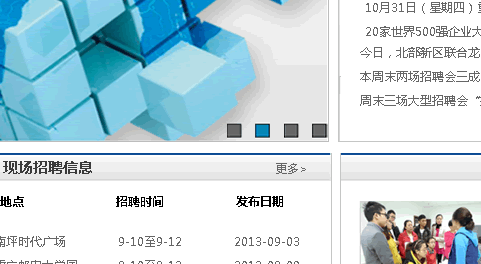 10月31日（星期四）
20家世界500强企业
今日，北部新区联合
本周末两场招聘会三
周末三场大型招聘会
现场招聘信息 更多>
地点 招聘时间 发布日期
南坪时代广场 9-10至9-12 2013-09-03